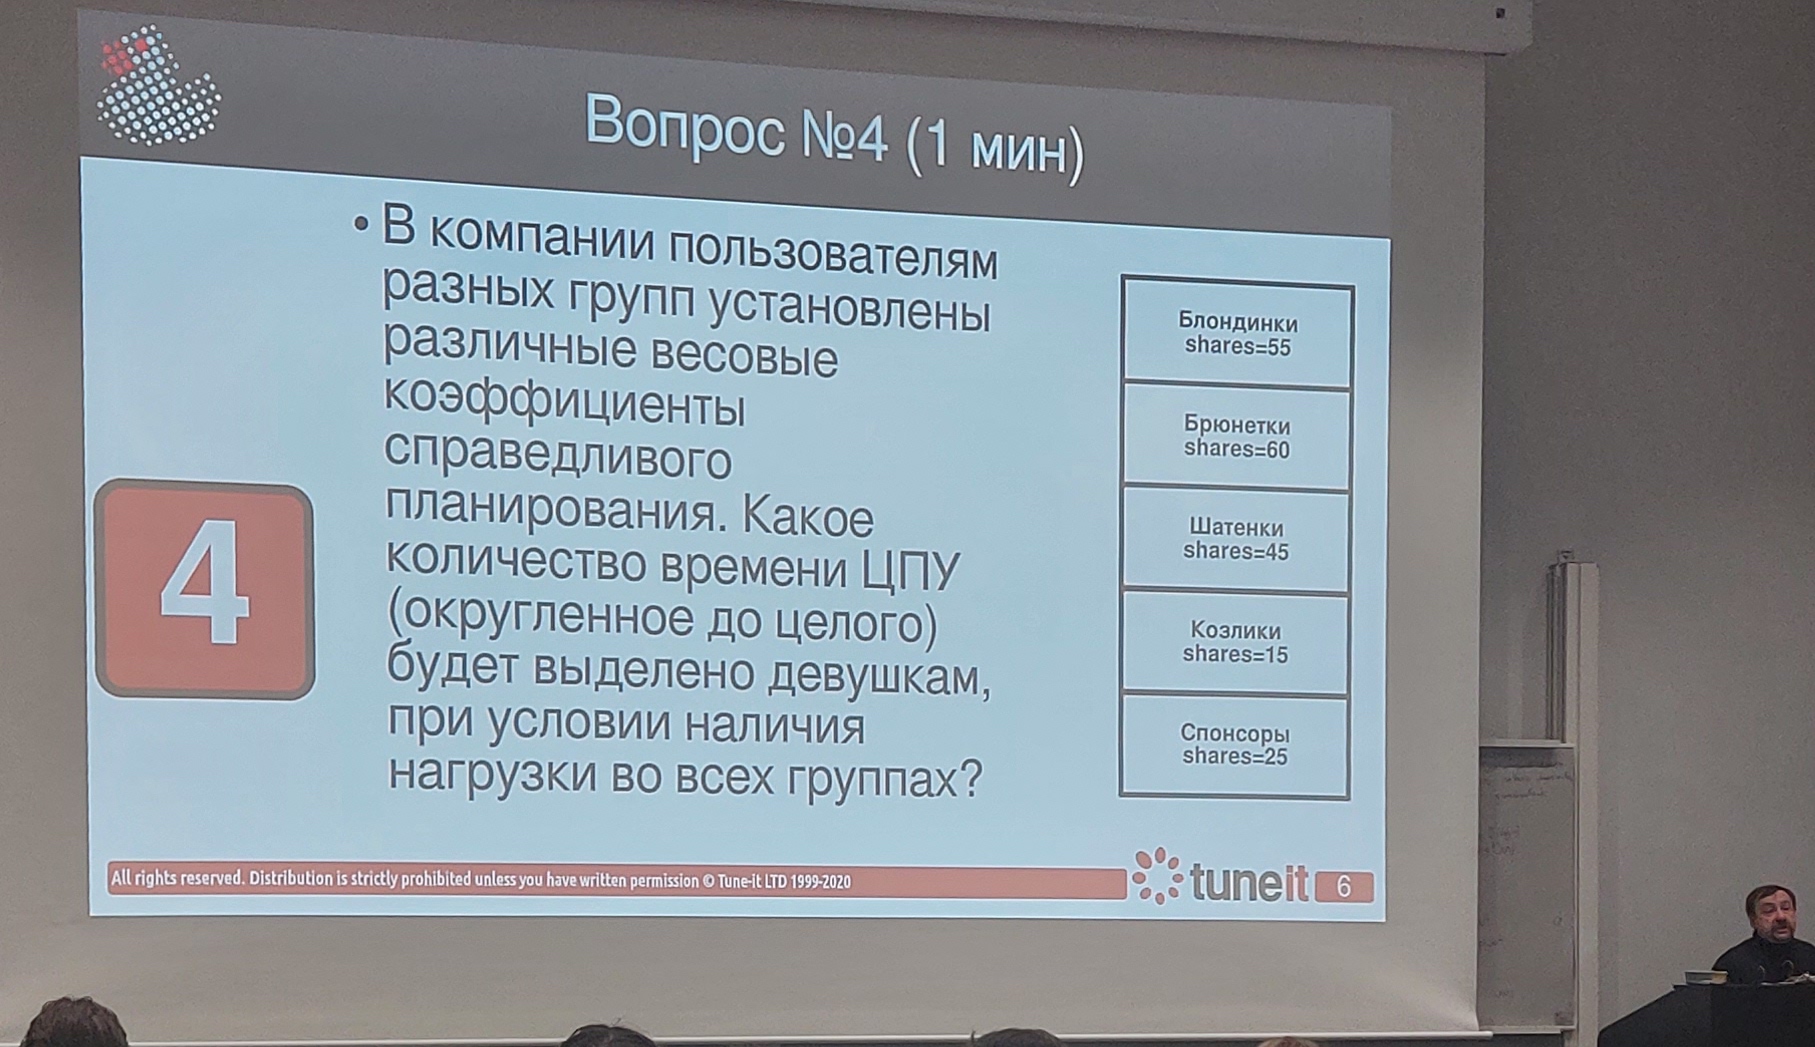 Вопрос №4 (1 мин)
• В компании пользователям
разных групп установлены
различные весовые
коэффициенты
справедливого
планирования. Какое
количество времени ЦПУ
(округленное до целого)
будет выделено девушкам,
при условии наличия
нагрузки во всех группах?
4
Блондинки
shares=55
Брюнетки
shares=60
Шатенки
shares=45
Козлики
shares=15
Спонсоры
shares=25
All rights reserved. Distribution is strictly prohibited unless you have written permission © Tune-it LTD 1999-2020
tuneit
6